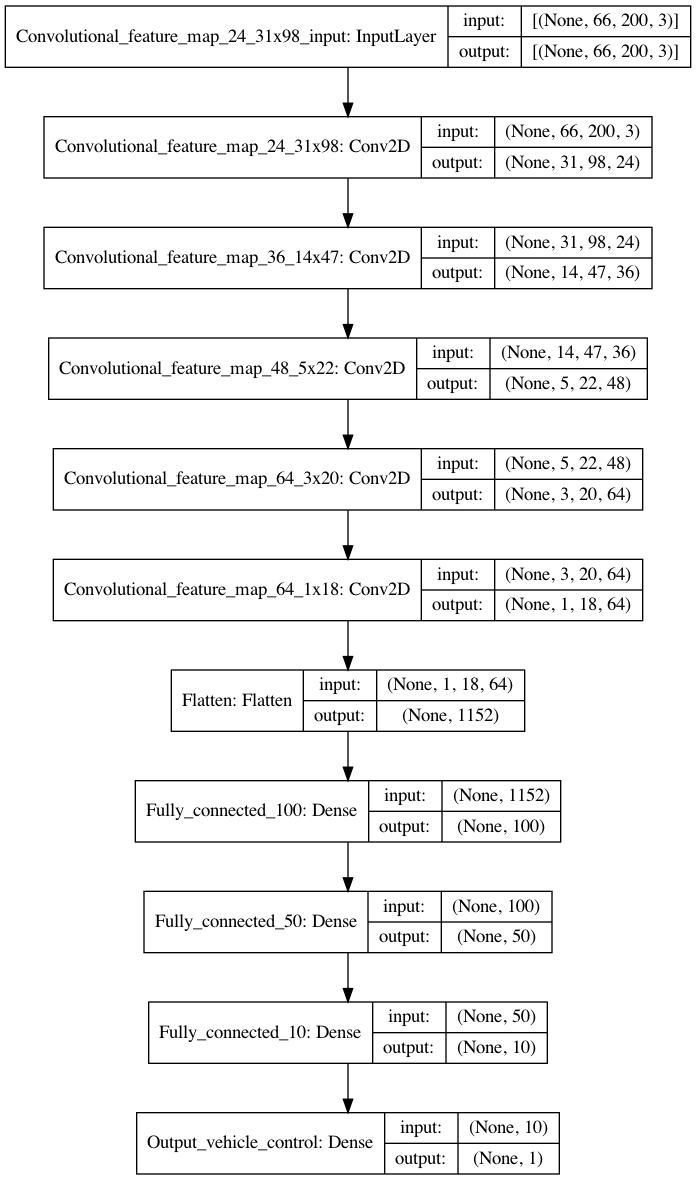 Convolutional_feature_map_24_31x98_input: InputLayer
input:
[(None, 66, 200, 3)]
output:
[(None, 66, 200, 3)]
Convolutional_feature_map_24_31x98: Conv2D
input:
(None, 66, 200, 3)
output:
(None, 31, 98, 24)
Convolutional_feature_map_36_14x47: Conv2D
input:
(None, 31, 98, 24)
output:
(None, 14, 47, 36)
Convolutional_feature_map_48_5x22: Conv2D
input:
(None, 14, 47, 36)
output:
(None, 5, 22, 48)
Convolutional_feature_map_64_3x20: Conv2D
input:
(None, 5, 22, 48)
output:
(None, 3, 20, 64)
Convolutional_feature_map_64_1x18: Conv2D
input:
(None, 3, 20, 64)
output:
(None, 1, 18, 64)
Flatten: Flatten
input:
(None, 1, 18, 64)
output:
(None, 1152)
Fully_connected_100: Dense
input:
(None, 1152)
output:
(None, 100)
Fully_connected_50: Dense
input:
(None, 100)
output:
(None, 50)
Fully_connected_10: Dense
input:
(None, 50)
output:
(None, 10)
Output_vehicle_control: Dense
input:
(None, 10)
output:
(None, 1)